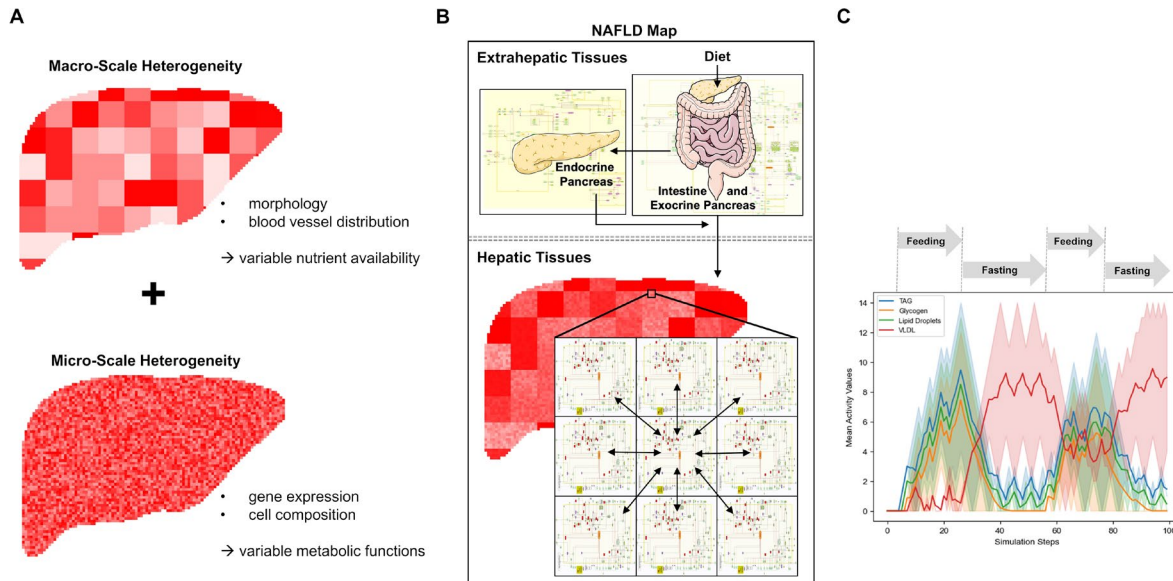 A
Macro-Scale Heterogeneity
• morphology
• blood vessel distribution
→ variable nutrient availability
+
Micro-Scale Heterogeneity
• gene expression
• cell composition
→ variable metabolic functions
B
NAFLD Map
Extrahepatic Tissues
Diet
Endocrine
Pancreas
Intestine and
Exocrine Pancreas
Hepatic Tissues
C
Feeding
Feeding
Fasting
Fasting
TAG
Glycogen
Lipid Droplets
VLDL
Mean Activity Values
14
12
10
8
6
4
2
0
0 20 40 60 80 100
Simulation Steps